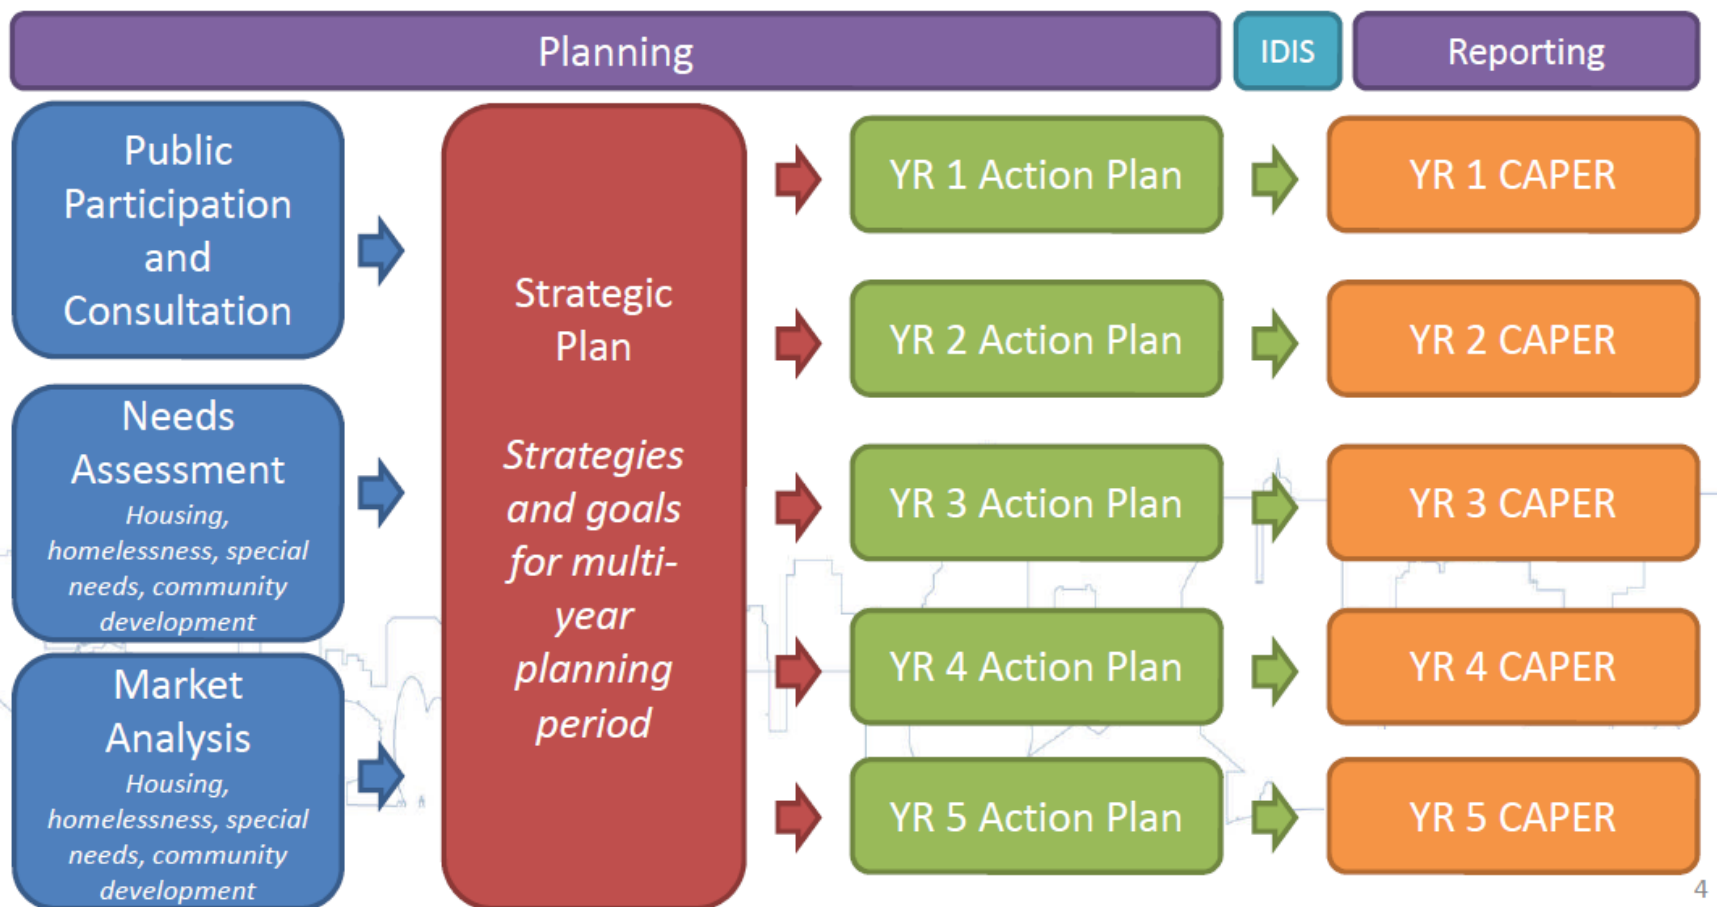 Planning
IDIS
Reporting
Public
Participation
and
Consultation
Needs
Assessment
Housing,
homelessness, special
needs, community
development
Market
Analysis
Housing,
homelessness, special
needs, community
development
Strategic
Plan
Strategies
and goals
for multi-
year
planning
period
YR 1 Action Plan
YR 1 CAPER
YR 2 Action Plan
YR 2 CAPER
YR 3 Action Plan
YR 3 CAPER
YR 4 Action Plan
YR 4 CAPER
YR 5 Action Plan
YR 5 CAPER
4